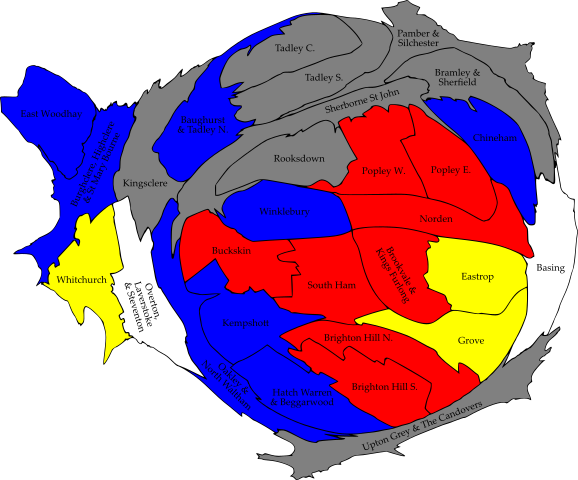 Pamber &
Silchester
Tadley C.
Tadley S.
Bramley &
Sherfield
Sherborne St John
East Woodhay
Baughurst
& Tadley N.
Chineham
Burghclere, Highclere
& St Mary Bourne
Kingsclere
Rooksdown
Popley W.
Popley E.
Winklebury
Norden
Buckskin
Brookvale &
Kings Furlong
Basing
Whitchurch
Overton,
Laverstoke
& Steventon
South Ham
Eastrop
Kempshott
Brighton Hill N.
Grove
Oakley &
North Waltham
Hatch Warren
& Beggarwood
Brighton Hill S.
Upton Grey & The Candovers